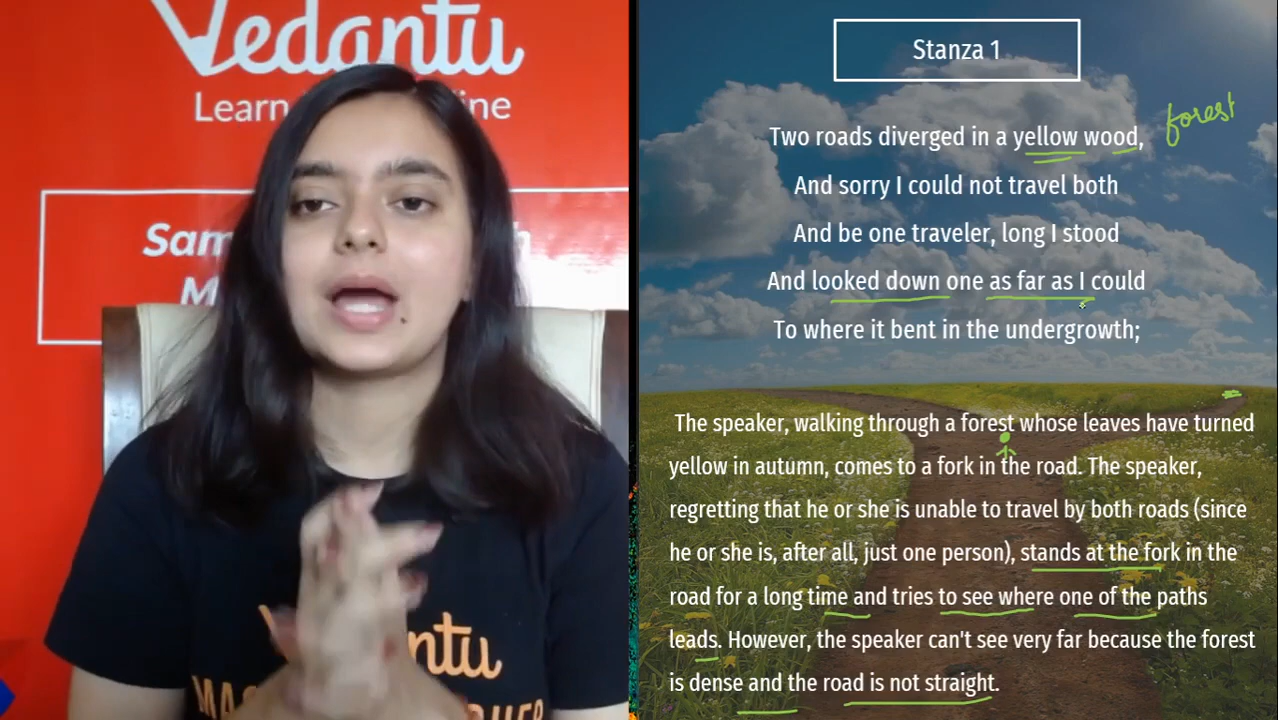 Vedantu
Learn
ine
Sam
h
M
ntu
MA
HER
Stanza 1
Two roads diverged in a yellow wood,
forest
And sorry I could not travel both
And be one traveler, long I stood
And looked down one as far as I could
To where it bent in the undergrowth;
The speaker, walking through a forest whose leaves have turned
yellow in autumn, comes to a fork in the road. The speaker,
regretting that he or she is unable to travel by both roads (since
he or she is, after all, just one person), stands at the fork in the
road for a long time and tries to see where one of the paths
leads. However, the speaker can't see very far because the forest
is dense and the road is not straight.